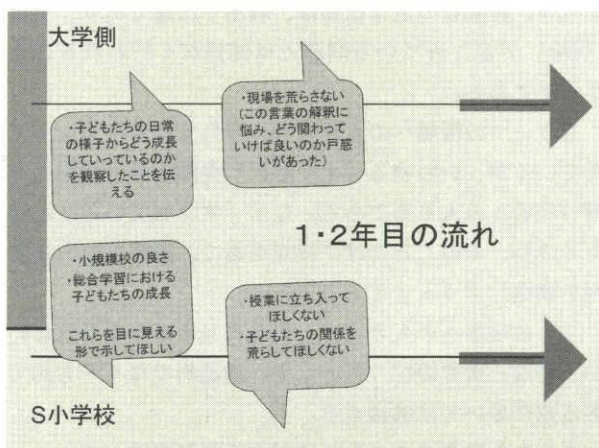 大学側
・子どもたちの日常
の様子からどう成長
していっているのか
を観察したことを伝
える
・現場を荒らさない
(この言葉の解釈に
悩み、どう関わって
いけば良いのか戸惑
いがあった)
1・2年目の流れ
・小規模校の良さ
・総合学習における
子どもたちの成長
これらを目に見える
形で示してほしい
・授業に立ち入って
ほしくない
・子どもたちの関係を
荒らしてほしくない
S小学校